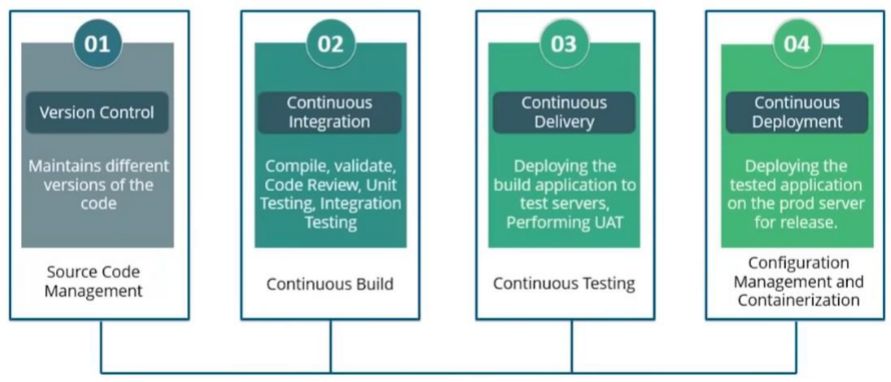 01
Version Control
Maintains different
versions of the
code
Source Code
Management
02
Continuous
Integration
Compile, validate,
Code Review, Unit
Testing, Integration
Testing
Continuous Build
03
Continuous
Delivery
Deploying the
build application to
test servers,
Performing UAT
Continuous Testing
04
Continuous
Deployment
Deploying the
tested application
on the prod server
for release.
Configuration
Management and
Containerization